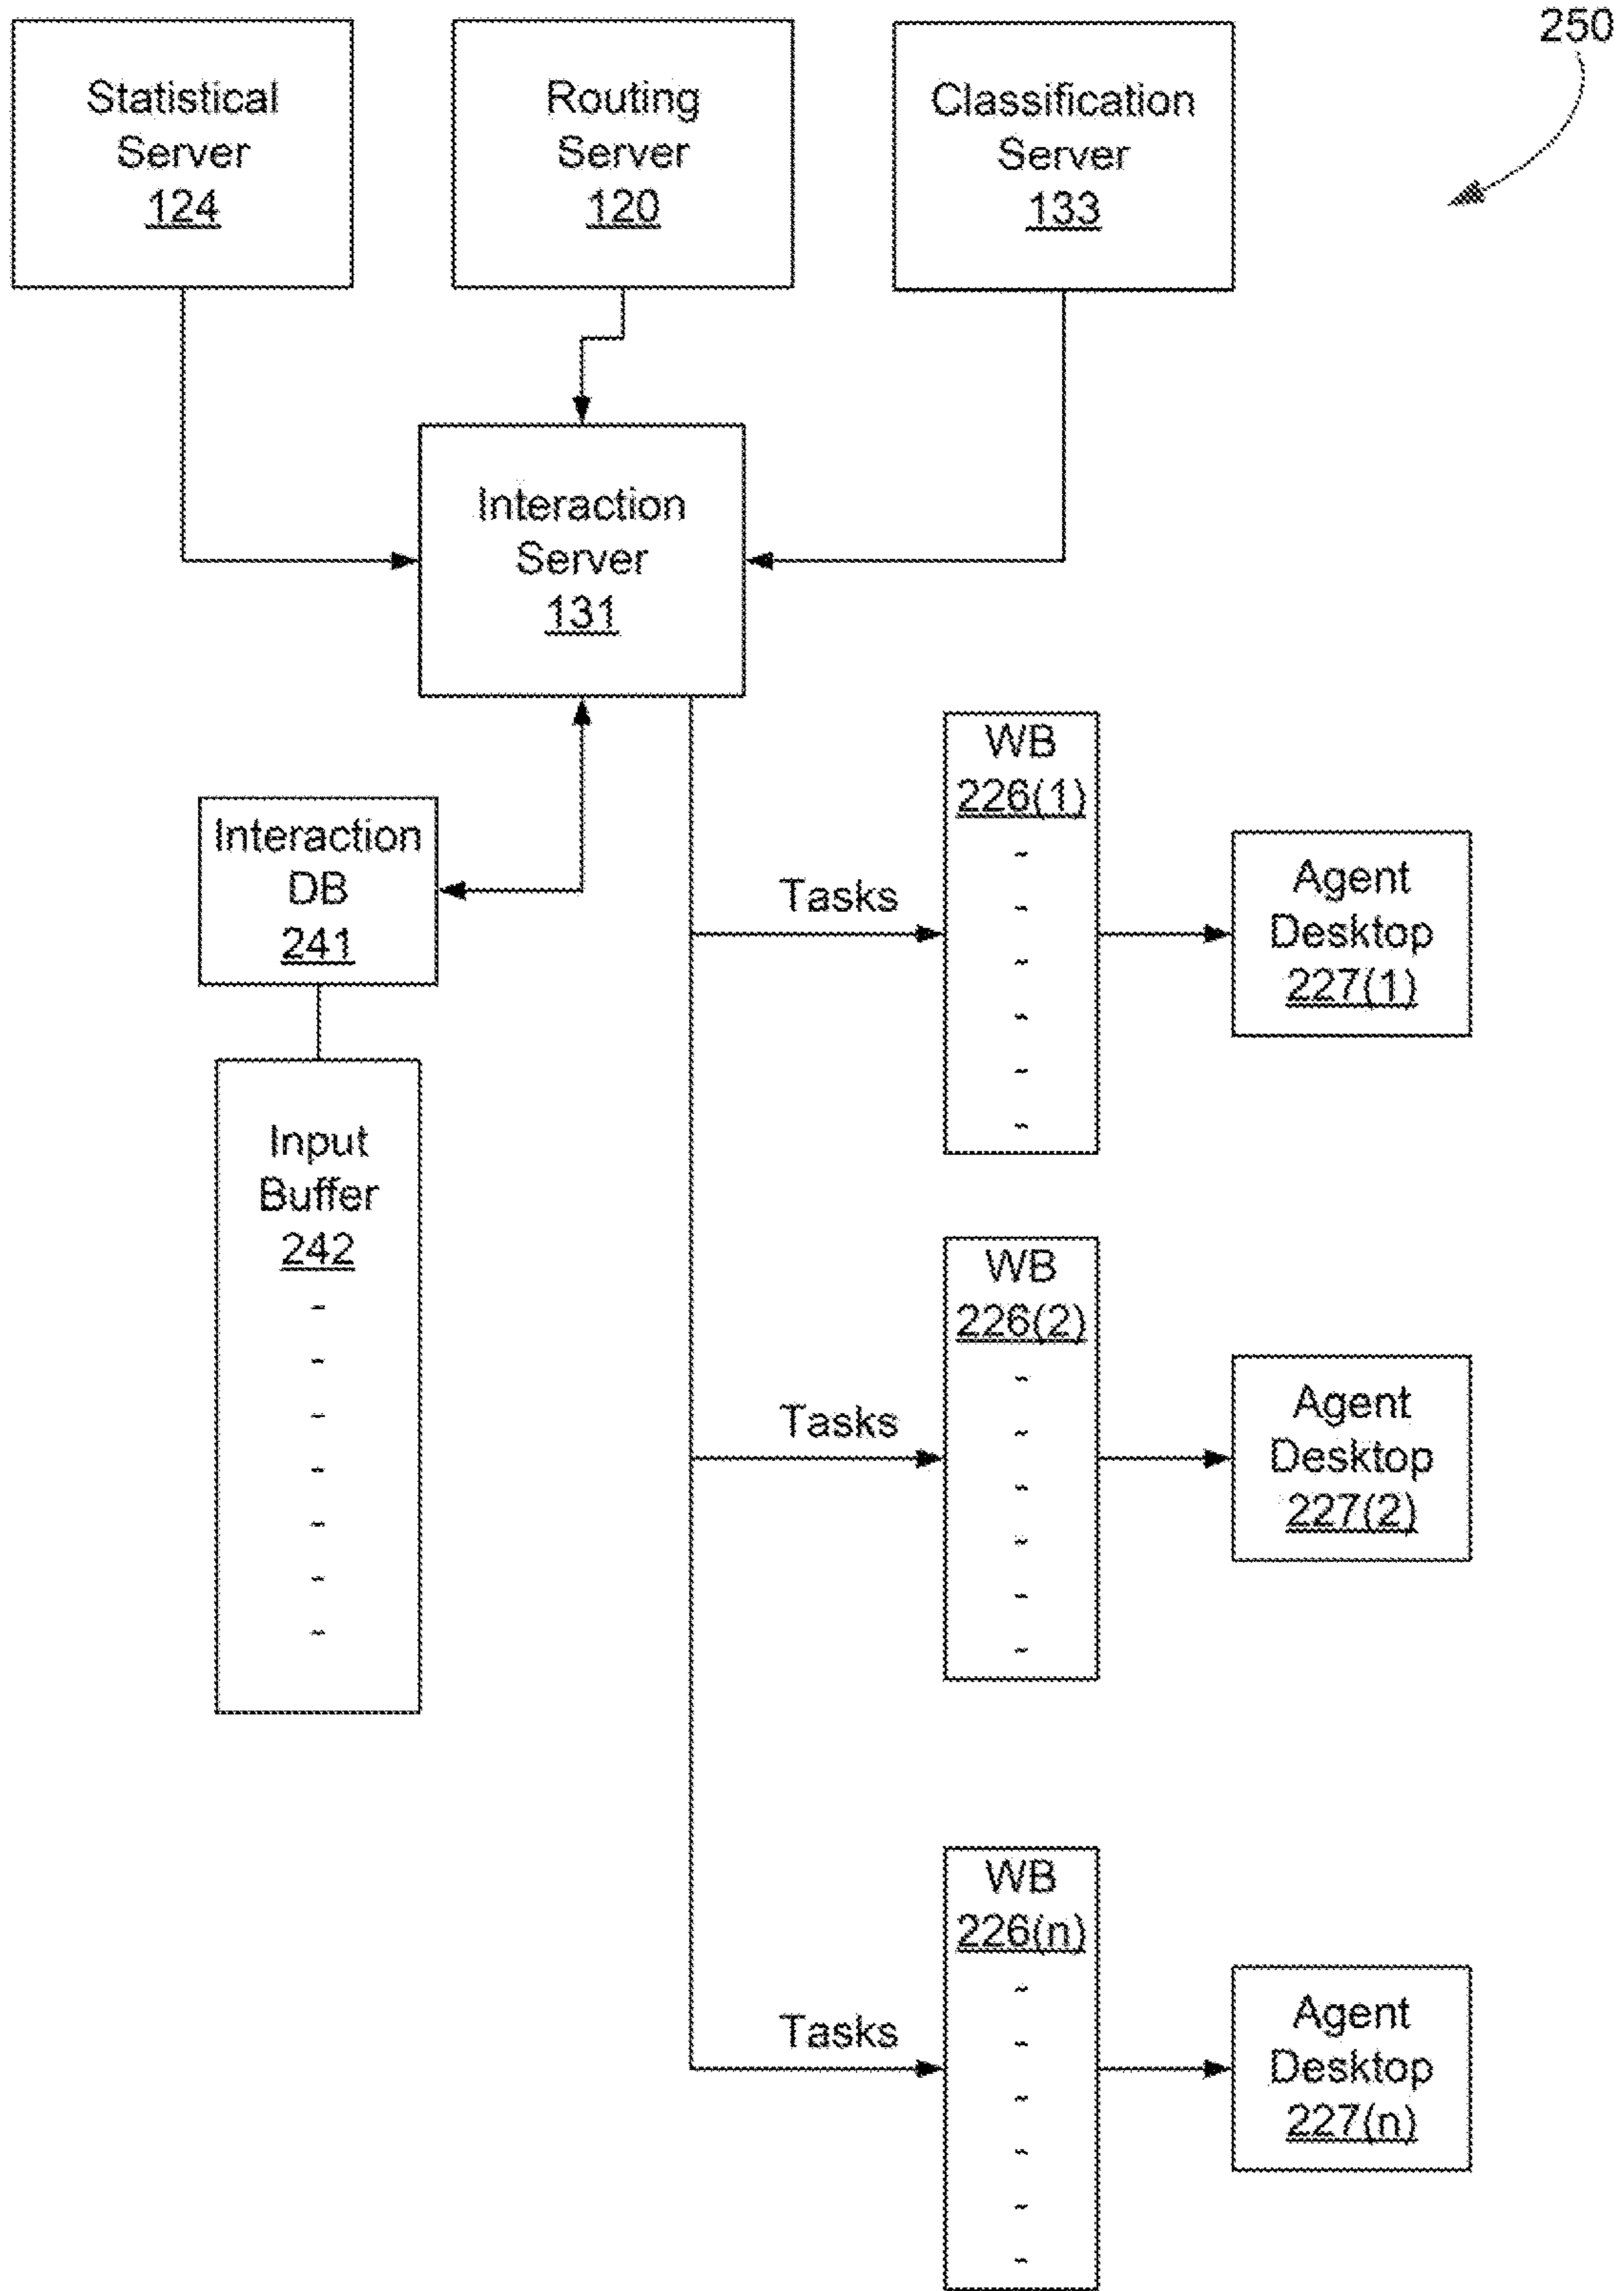 250
Statistical
Server
124
Routing
Server
120
Classification
Server
133
Interaction
Server
131
Interaction
DB
241
Input
Buffer
242
Tasks
WB
226(1)
Agent
Desktop
227(1)
Tasks
WB
226(2)
Agent
Desktop
227(2)
Tasks
WB
226(n)
Agent
Desktop
227(n)